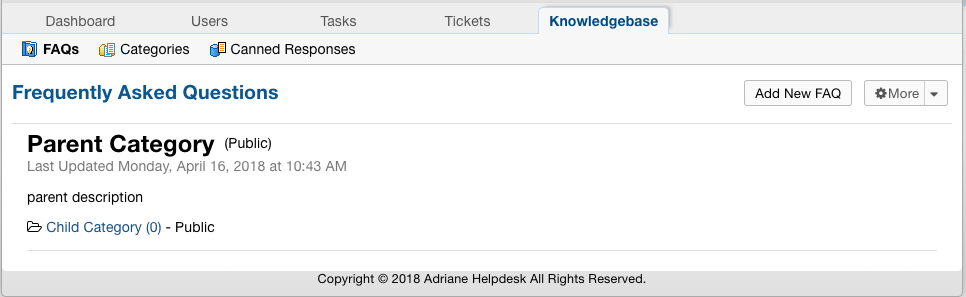 Dashboard Users Tasks Tickets Knowledgebase
FAQs Categories Canned Responses
Frequently Asked Questions Add New FAQ More
Parent Category (Public)
Last Updated Monday, April 16, 2018 at 10:43 AM
parent description
Child Category (0) - Public
Copyright © 2018 Adriane Helpdesk All Rights Reserved.